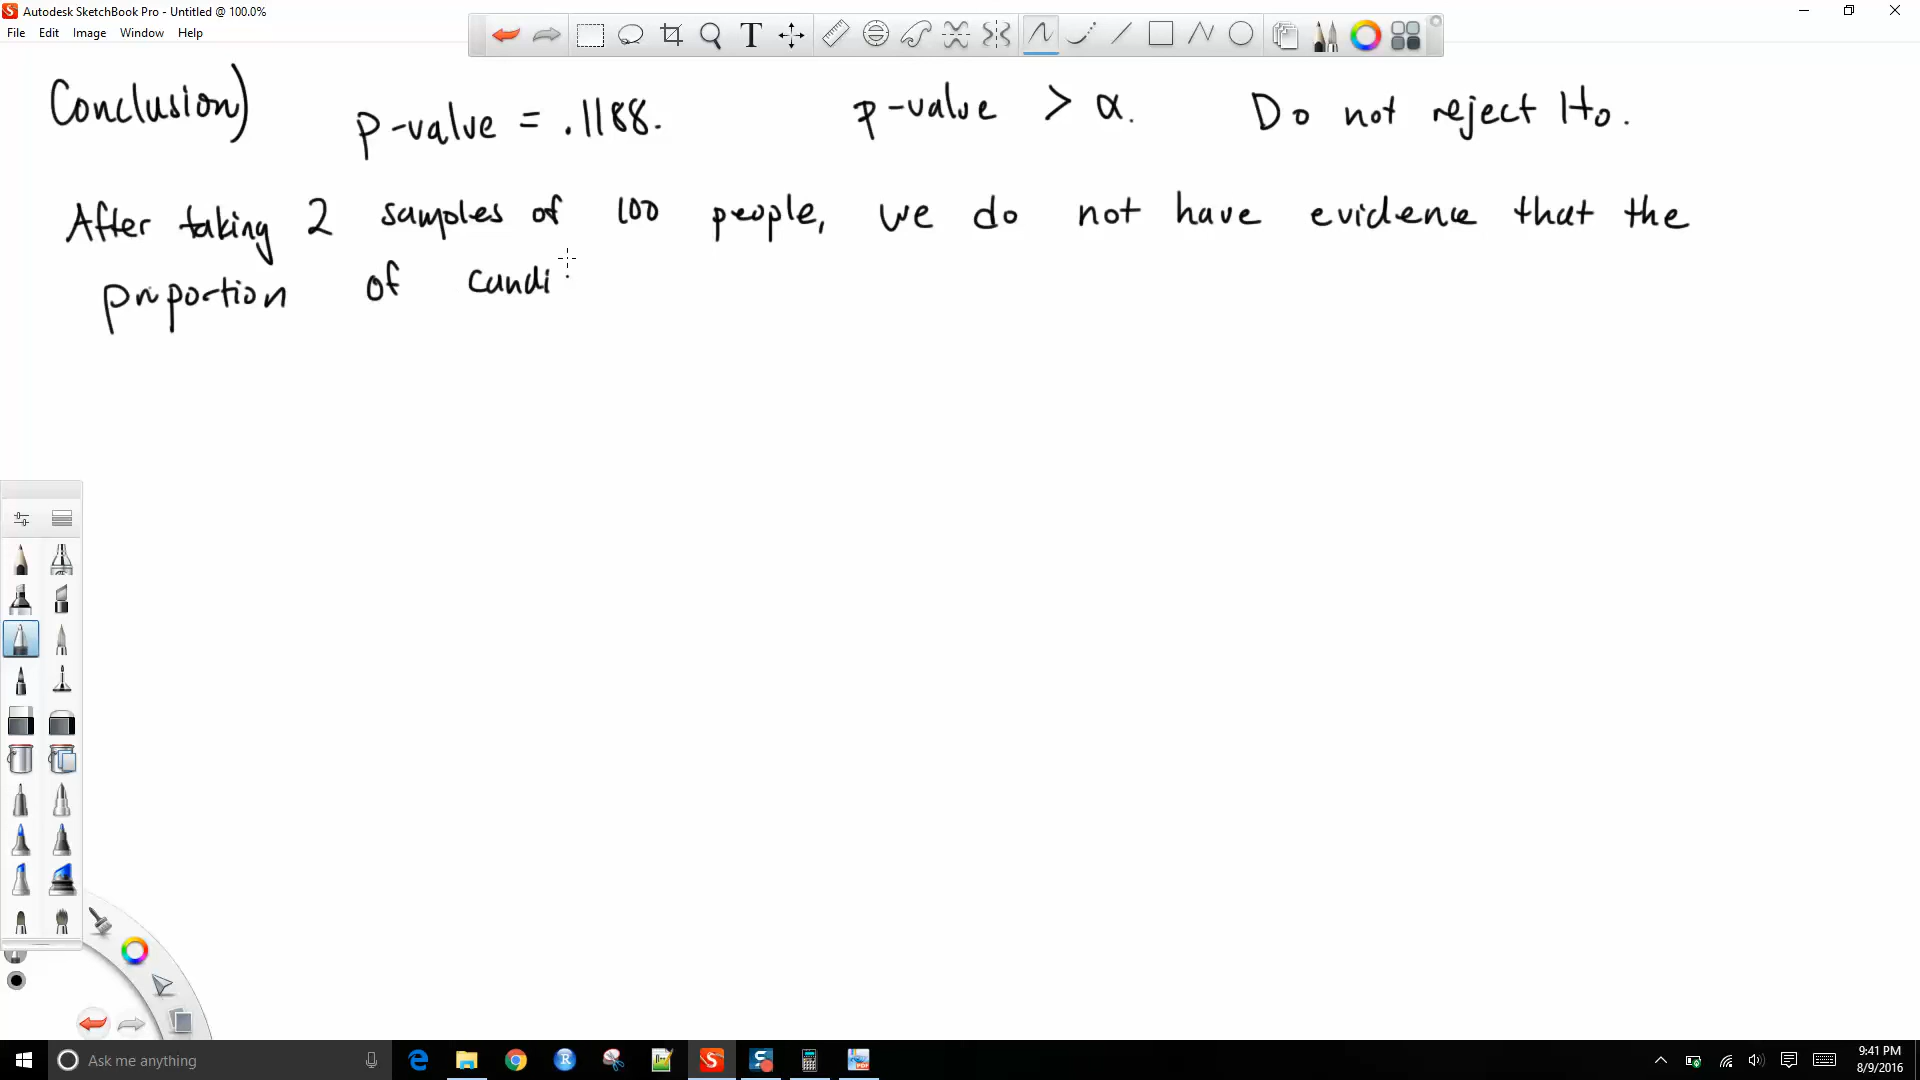 Autodesk SketchBook Pro - Untitled @ 100.0%
File Edit Image Window Help
T
Conclusion) p-value = .1188. p-value > α. Do not reject H₀.
After taking 2 samples of 100 people, we do not have evidence that the
proportion of candi
Ask me anything
9:41 PM
8/9/2016